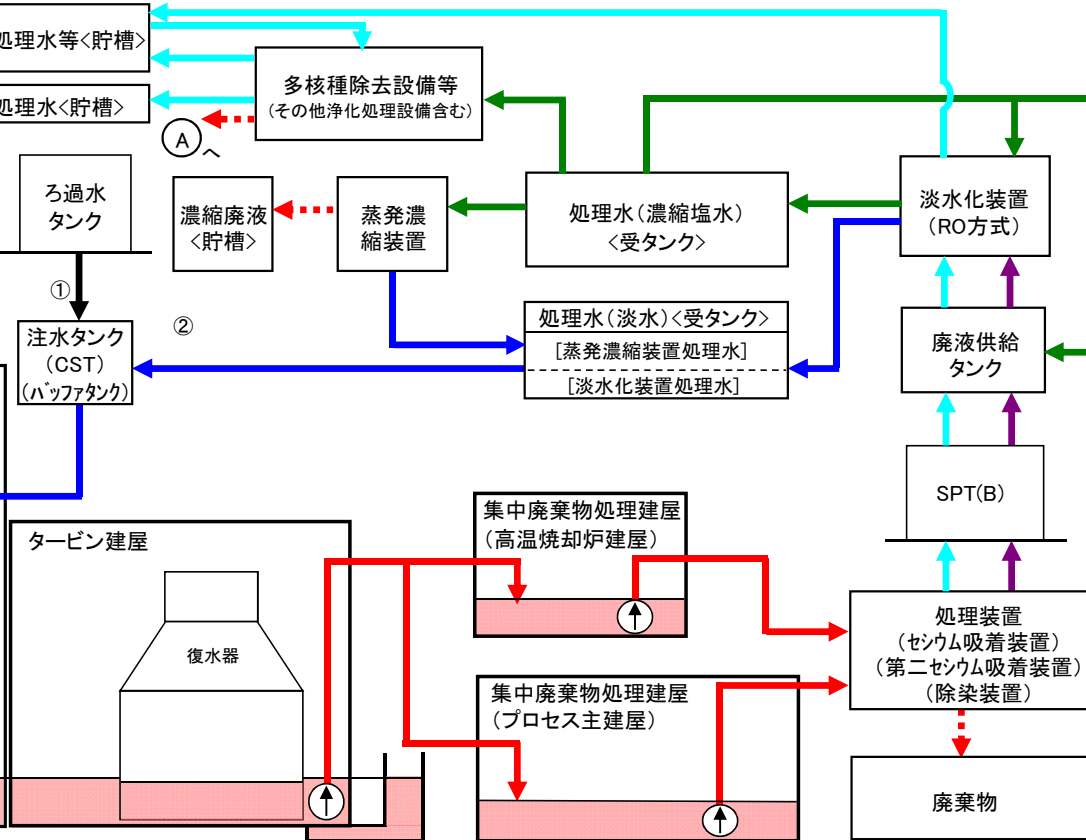 処理水等<貯槽>
処理水<貯槽>
多核種除去設備等
(その他浄化処理設備含む)
A
へ
ろ過水
タンク
濃縮廃液
<貯槽>
蒸発濃
縮装置
処理水(濃縮塩水)
<受タンク>
淡水化装置
(RO方式)
①
②
注水タンク
(CST)
(バッファタンク)
処理水(淡水)<受タンク>
[蒸発濃縮装置処理水]
[淡水化装置処理水]
廃液供給
タンク
SPT(B)
タービン建屋
復水器
集中廃棄物処理建屋
(高温焼却炉建屋)
集中廃棄物処理建屋
(プロセス主建屋)
処理装置
(セシウム吸着装置)
(第二セシウム吸着装置)
(除染装置)
廃棄物